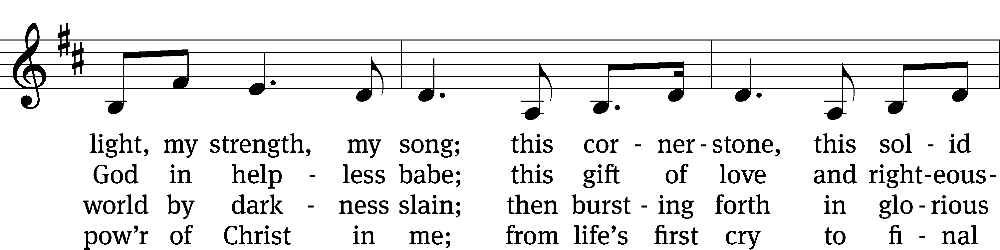 light, my strength, my song; this cor - ner - stone, this sol - id
God in help - less babe; this gift of love and right - eous -
world by dark - ness slain; then burst - ing forth in glo - rious
pow’r of Christ in me; from life’s first cry to fi - nal